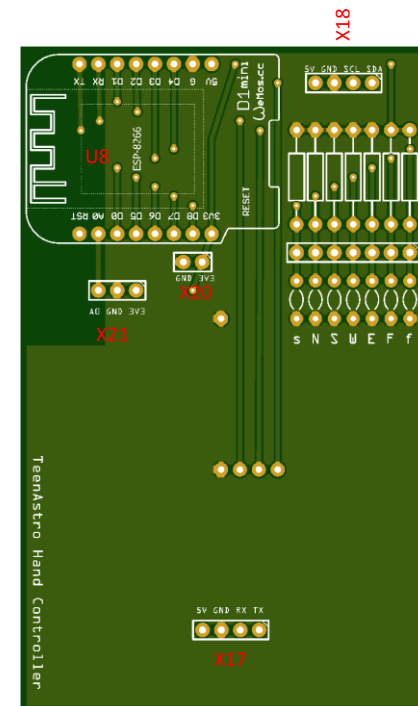 X18
5V GND SCL SDA
TX RX D1 D2 D3 D4 G 5V
D1 mini
WeMos.cc
U8
ESP-8266
RESET
RST A0 D0 D5 D6 D7 D8 3V3
GND 3V3
X20
A0 GND 3V3
X21
s N S W E F f
TeenAstro Hand Controller
5V GND RX TX
X17